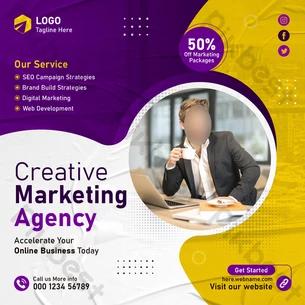 LOGO
Tagline Here
50%
Off Marketing
Packages
Our Service
SEO Campaign Strategies
Brand Build Strategies
Digital Marketing
Web Development
Creative
Marketing
Agency
Accelerate Your
Online Business Today
Call us More info
000 1234 56789
Get Started
here.webname.com
Visit our website